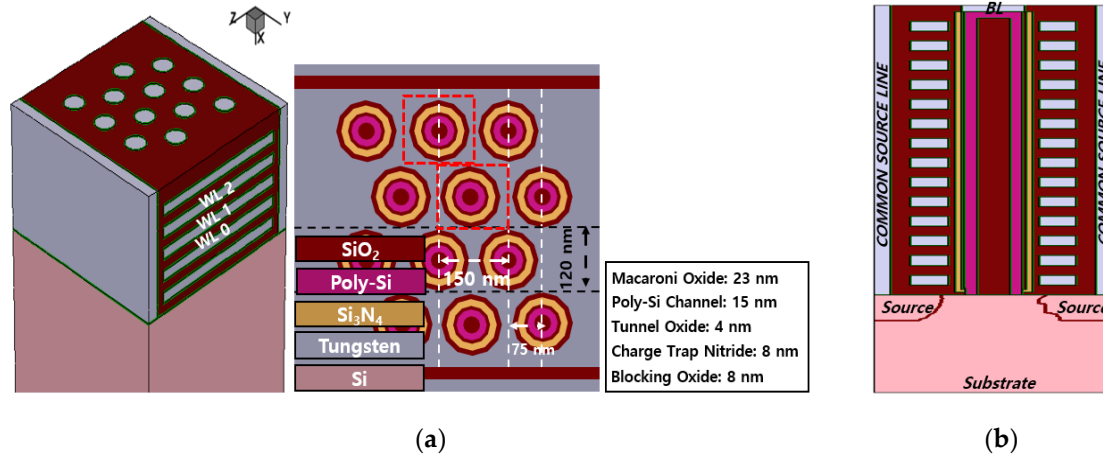 Z
Y
X
WL 2
WL 1
WL 0
SiO2
Poly-Si
Si3N4
Tungsten
Si
150 nm
120 nm
75 nm
Macaroni Oxide: 23 nm
Poly-Si Channel: 15 nm
Tunnel Oxide: 4 nm
Charge Trap Nitride: 8 nm
Blocking Oxide: 8 nm
(a)
BL
COMMON SOURCE LINE
COMMON SOURCE LINE
Source
Source
Substrate
(b)